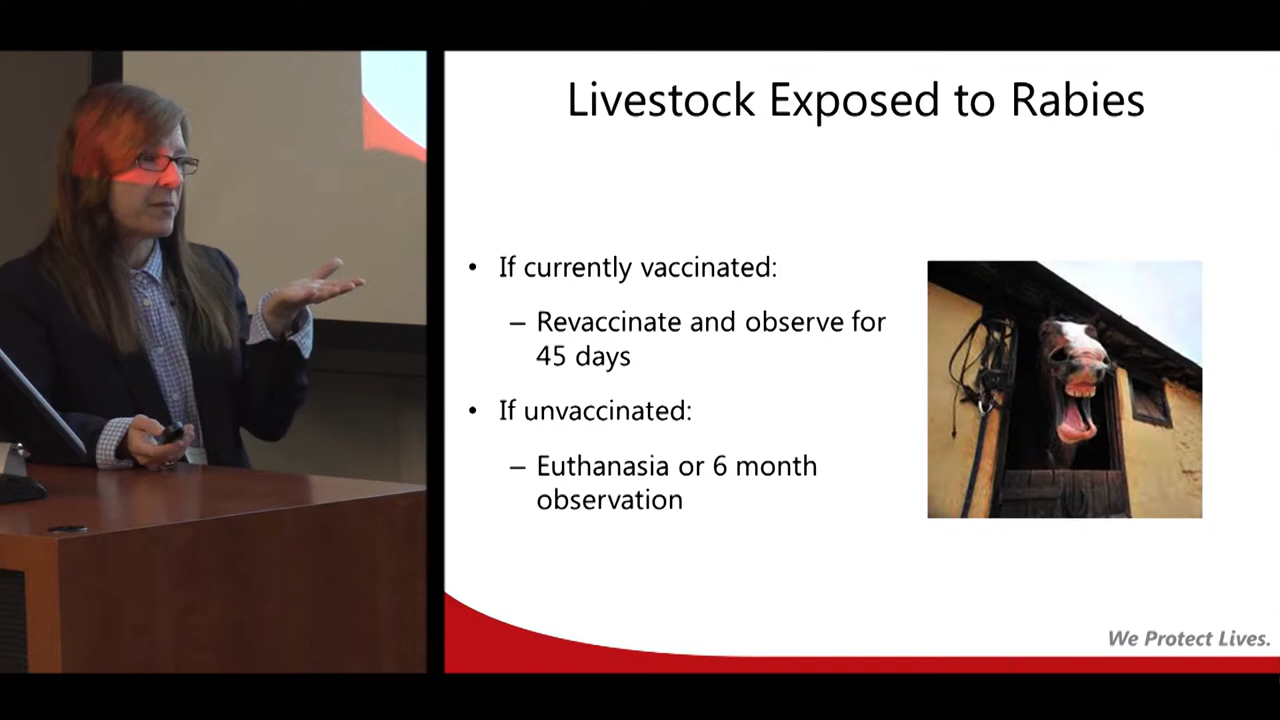 Livestock Exposed to Rabies
• If currently vaccinated:
– Revaccinate and observe for
45 days
• If unvaccinated:
– Euthanasia or 6 month
observation
We Protect Lives.